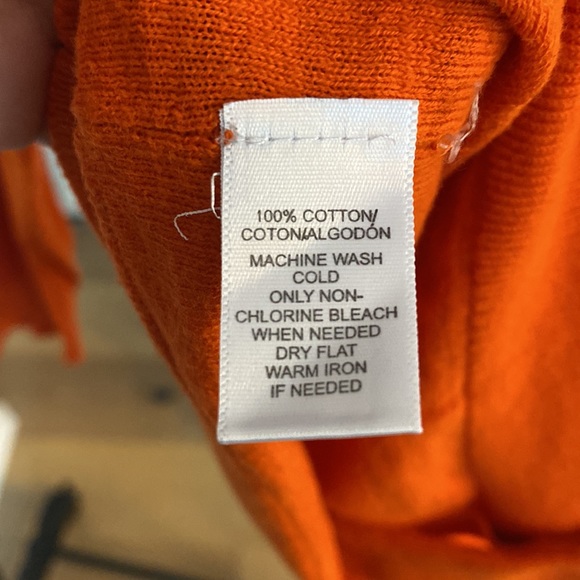 100% COTTON/
COTON/ALGODÓN
MACHINE WASH
COLD
ONLY NON-
CHLORINE BLEACH
WHEN NEEDED
DRY FLAT
WARM IRON
IF NEEDED